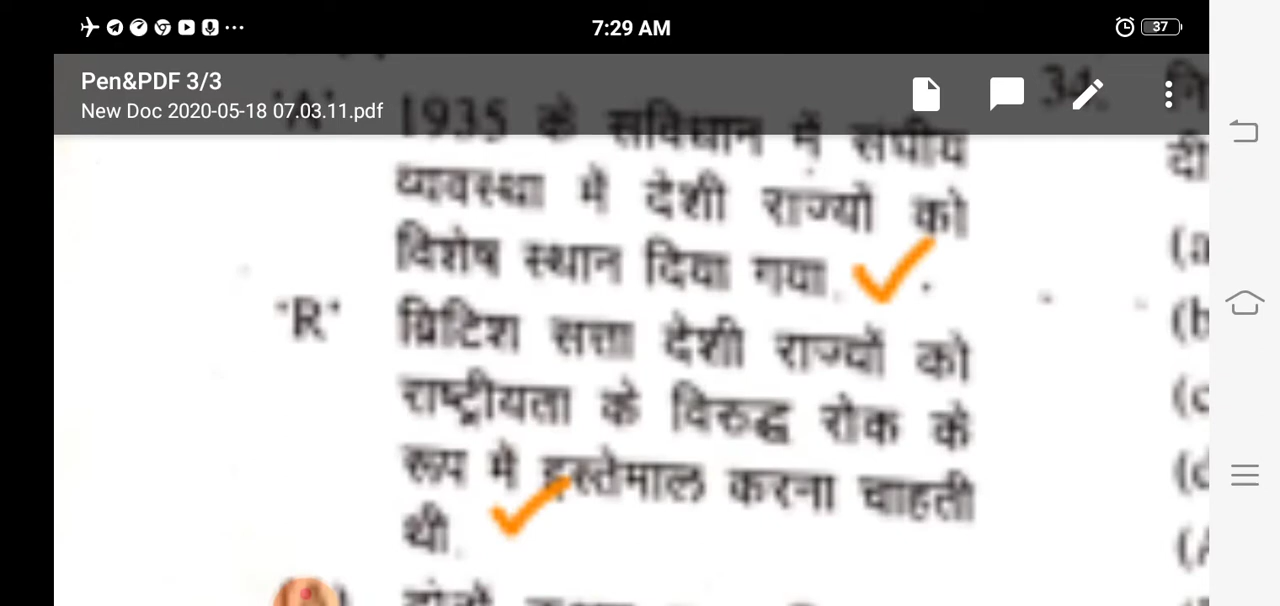 7:29 AM
37
Pen&PDF 3/3
New Doc 2020-05-18 07.03.11.pdf
34. नि
'A' 1935 के संविधान में संघीय
दी
व्यवस्था में देशी राज्यों को
विशेष स्थान दिया गया.
(a
"R" ब्रिटिश सत्ता देशी राज्यों को
(b
राष्ट्रीयता के विरुद्ध रोक के
(c
रूप में इस्तेमाल करना चाहती
(d
थी.
(A